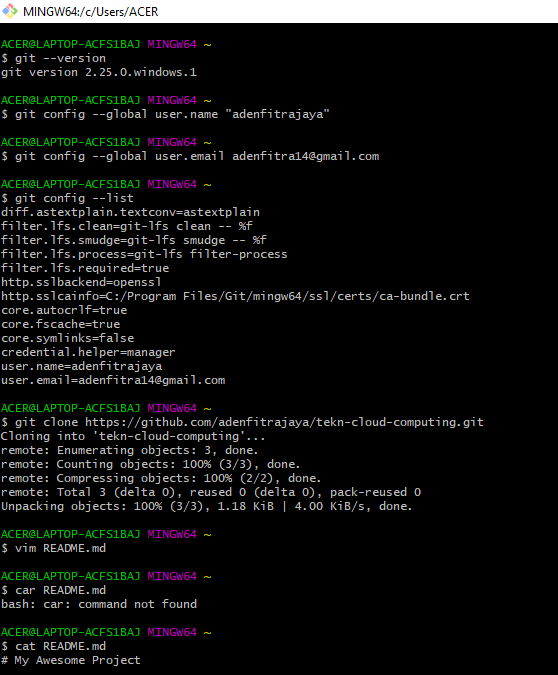 MINGW64:/c/Users/ACER
ACER@LAPTOP-ACFS1BAJ MINGW64 ~
$ git --version
git version 2.25.0.windows.1
ACER@LAPTOP-ACFS1BAJ MINGW64 ~
$ git config --global user.name "adenfitrajaya"
ACER@LAPTOP-ACFS1BAJ MINGW64 ~
$ git config --global user.email adenfitra14@gmail.com
ACER@LAPTOP-ACFS1BAJ MINGW64 ~
$ git config --list
diff.astextplain.textconv=astextplain
filter.lfs.clean=git-lfs clean -- %f
filter.lfs.smudge=git-lfs smudge -- %f
filter.lfs.process=git-lfs filter-process
filter.lfs.required=true
http.sslbackend=openssl
http.sslcainfo=C:/Program Files/Git/mingw64/ssl/certs/ca-bundle.crt
core.autocrlf=true
core.fscache=true
core.symlinks=false
credential.helper=manager
user.name=adenfitrajaya
user.email=adenfitra14@gmail.com
ACER@LAPTOP-ACFS1BAJ MINGW64 ~
$ git clone https://github.com/adenfitrajaya/tekn-cloud-computing.git
Cloning into 'tekn-cloud-computing'...
remote: Enumerating objects: 3, done.
remote: Counting objects: 100% (3/3), done.
remote: Compressing objects: 100% (2/2), done.
remote: Total 3 (delta 0), reused 0 (delta 0), pack-reused 0
Unpacking objects: 100% (3/3), 1.18 KiB | 4.00 KiB/s, done.
ACER@LAPTOP-ACFS1BAJ MINGW64 ~
$ vim README.md
ACER@LAPTOP-ACFS1BAJ MINGW64 ~
$ car README.md
bash: car: command not found
ACER@LAPTOP-ACFS1BAJ MINGW64 ~
$ cat README.md
# My Awesome Project